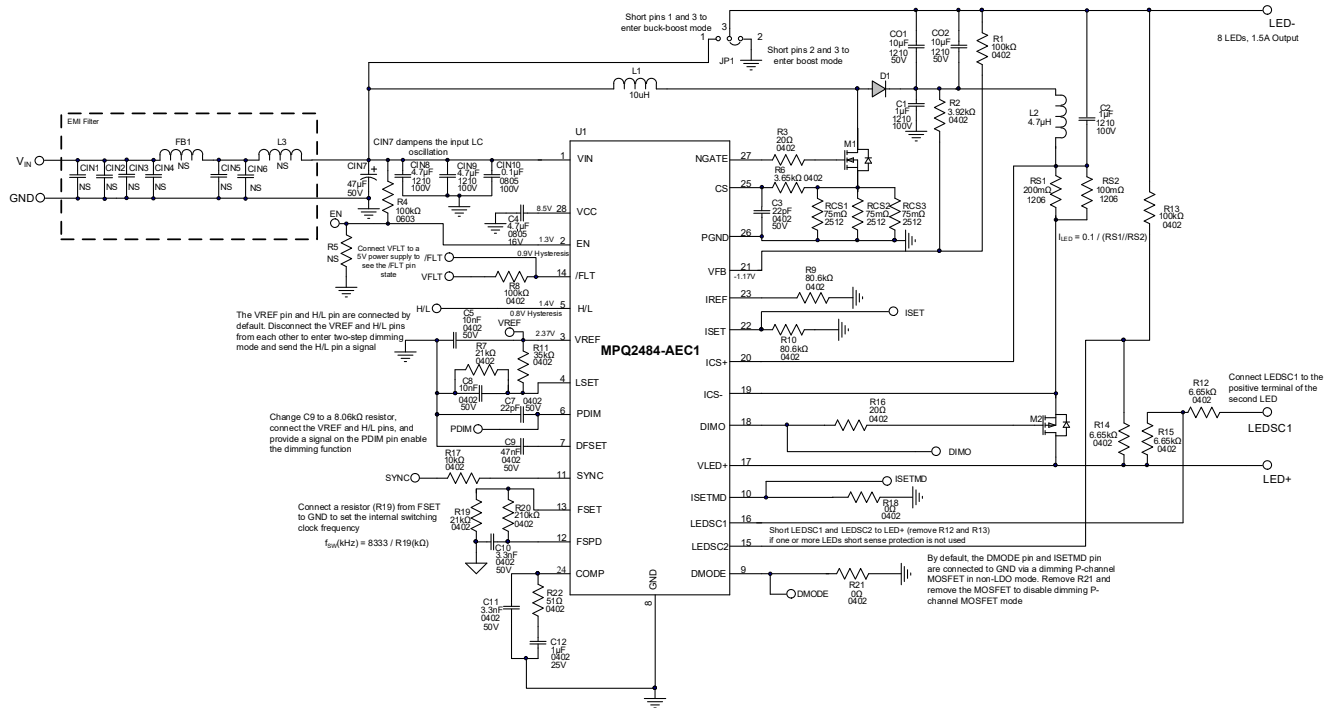 Short pins 1 and 3 to
enter buck-boost mode
3
1
2
JP1
Short pins 2 and 3 to
enter boost mode
LED-
8 LEDs, 1.5A Output
CO1
10µF
1210
50V
CO2
10µF
1210
50V
R1
100kΩ
0402
L1
10uH
D1
C1
1µF
1210
100V
R2
3.92kΩ
0402
L2
4.7µH
C2
1µF
1210
100V
EMI Filter
VIN
GND
CIN1
NS
CIN2
NS
CIN3
NS
CIN4
NS
FB1
NS
CIN5
NS
CIN6
NS
L3
NS
CIN7 dampens the input LC
oscillation
CIN7
47µF
50V
CIN8
4.7µF
1210
100V
CIN9
4.7µF
1210
100V
CIN10
0.1µF
0805
100V
R4
100kΩ
0603
EN
R5
NS
C4
4.7µF
0805
16V
8.5V
1.3V
0.9V Hysteresis
Connect VFLT to a
5V power supply to
see the /FLT pin
state
/FLT
VFLT
R8
100kΩ
0402
H/L
1.4V
0.8V Hysteresis
The VREF pin and H/L pin are connected by
default. Disconnect the VREF and H/L pins
from each other to enter two-step dimming
mode and send the H/L pin a signal
C5
10nF
0402
50V
VREF
2.37V
R7
21kΩ
0402
R11
35kΩ
0402
C8
10nF
0402
50V
C7
22pF
0402
50V
Change C9 to a 8.06kΩ resistor,
connect the VREF and H/L pins, and
provide a signal on the PDIM pin enable
the dimming function
PDIM
C9
47nF
0402
50V
R17
10kΩ
0402
SYNC
Connect a resistor (R19) from FSET
to GND to set the internal switching
clock frequency
fSW(kHz) = 8333 / R19(kΩ)
R19
21kΩ
0402
R20
210kΩ
0402
C10
3.3nF
0402
50V
C11
3.3nF
0402
50V
R22
51Ω
0402
C12
1µF
0402
25V
U1
MPQ2484-AEC1
1 VIN
28 VCC
2 EN
14 /FLT
5 H/L
3 VREF
4 LSET
6 PDIM
7 DFSET
11 SYNC
13 FSET
12 FSPD
24 COMP
GND
8
NGATE 27
CS 25
PGND 26
VFB 21
-1.17V
IREF 23
ISET 22
ICS+ 20
ICS- 19
DIMO 18
VLED+ 17
ISETMD 10
LEDSC1 16
LEDSC2 15
DMODE 9
R3
20Ω
0402
M1
R6
3.65kΩ 0402
C3
22pF
0402
50V
RCS1
75mΩ
2512
RCS2
75mΩ
2512
RCS3
75mΩ
2512
RS1
200mΩ
1206
RS2
100mΩ
1206
ILED = 0.1 / (RS1//RS2)
R13
100kΩ
0402
R9
80.6kΩ
0402
ISET
R10
80.6kΩ
0402
R16
20Ω
0402
M2
DIMO
R14
6.65kΩ
0402
R15
6.65kΩ
0402
R12
6.65kΩ
0402
Connect LEDSC1 to the
positive terminal of the
second LED
LEDSC1
LED+
ISETMD
R18
0Ω
0402
Short LEDSC1 and LEDSC2 to LED+ (remove R12 and R13)
if one or more LEDs short sense protection is not used
R21
0Ω
0402
DMODE
By default, the DMODE pin and ISETMD pin
are connected to GND via a dimming P-channel
MOSFET in non-LDO mode. Remove R21 and
remove the MOSFET to disable dimming P-
channel MOSFET mode